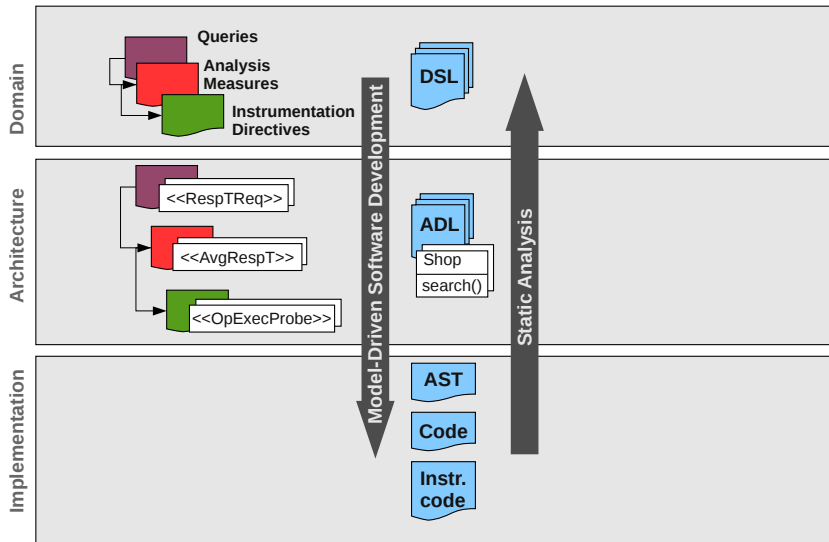 Domain
Queries
Analysis
Measures
Instrumentation
Directives
DSL
Model-Driven Software Development
Static Analysis
Architecture
<<RespTReq>>
<<AvgRespT>>
<<OpExecProbe>>
ADL
Shop
search()
Implementation
AST
Code
Instr.
code